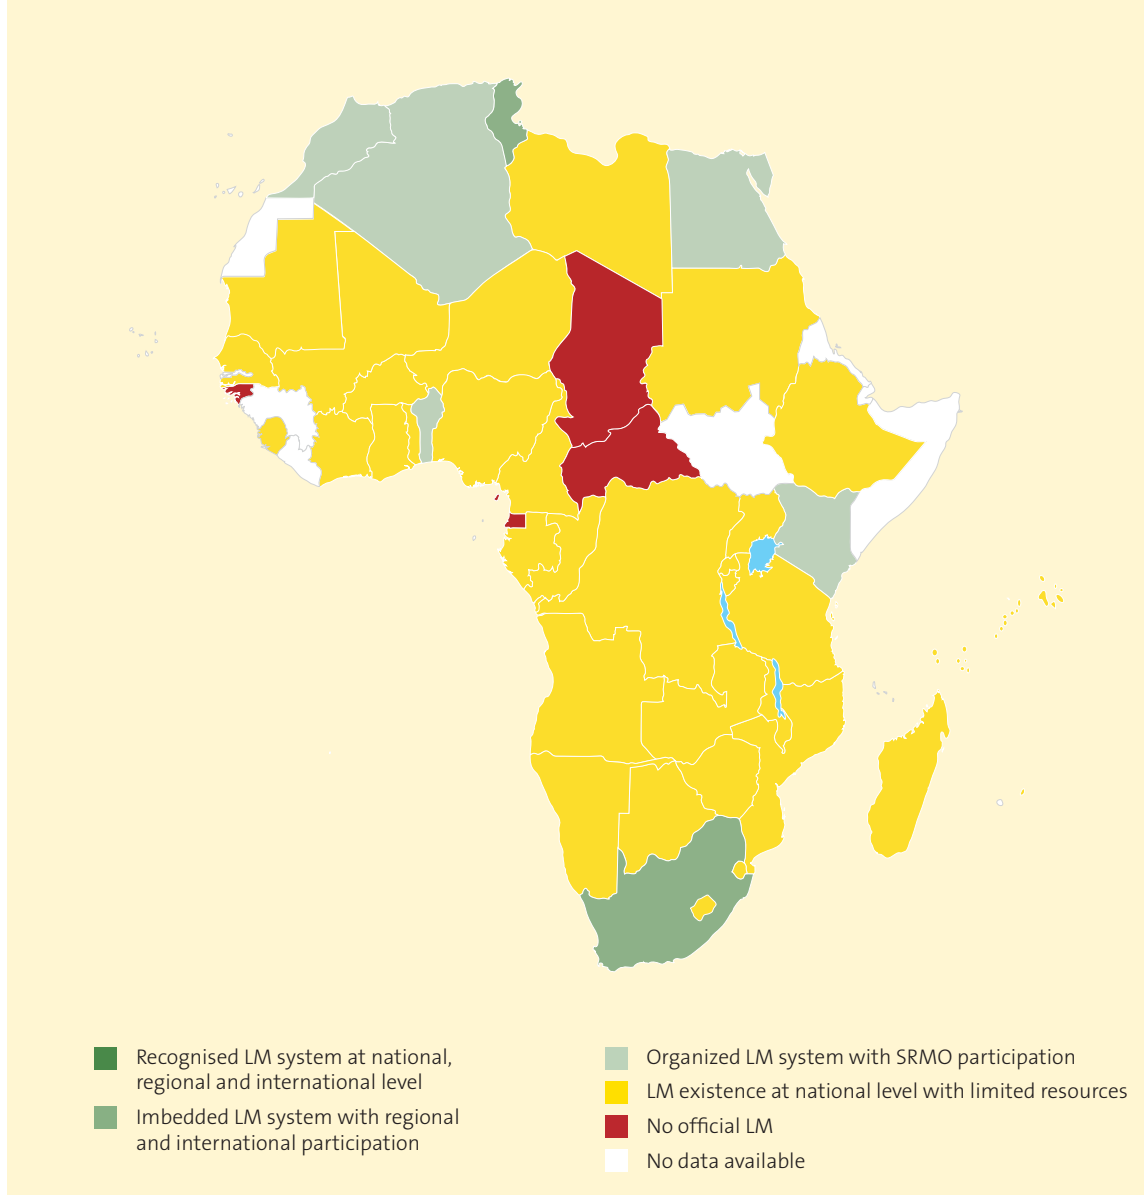 Recognised LM system at national,
regional and international level
Imbedded LM system with regional
and international participation
Organized LM system with SRMO participation
LM existence at national level with limited resources
No official LM
No data available